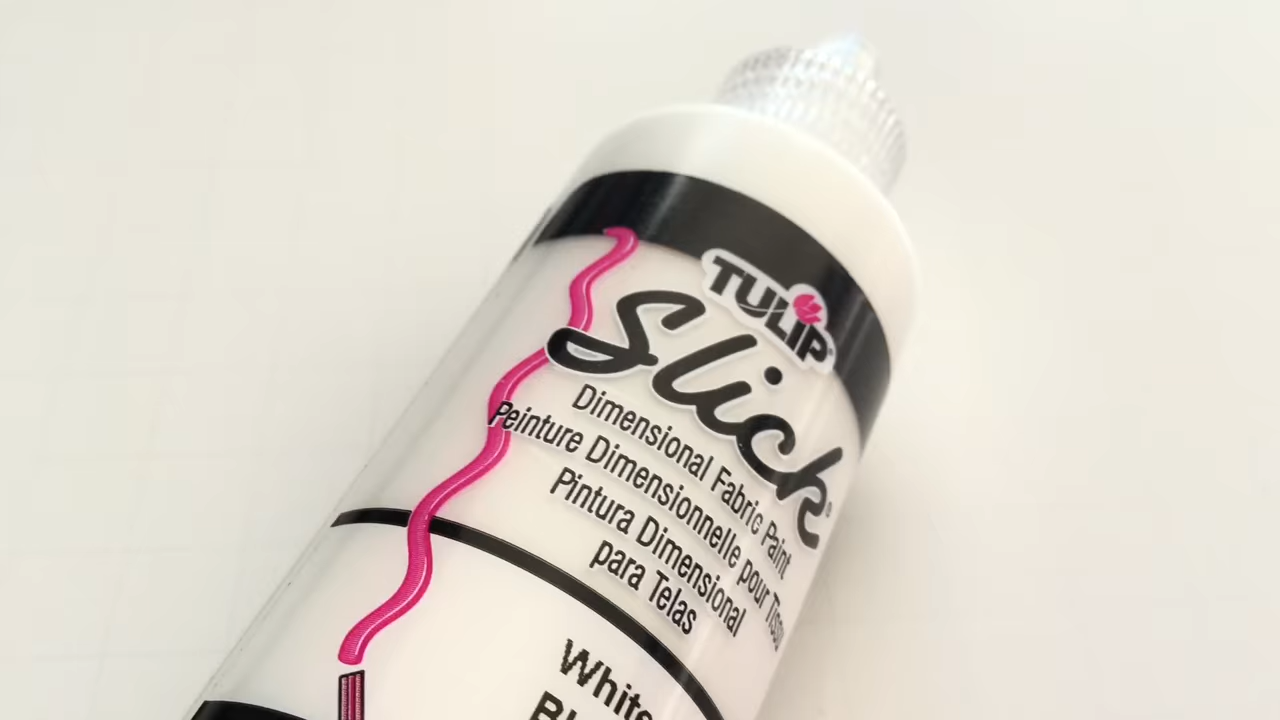 TULIP
Slick®
Dimensional Fabric Paint
Peinture Dimensionnelle pour Tissu
Pintura Dimensional
para Telas
White